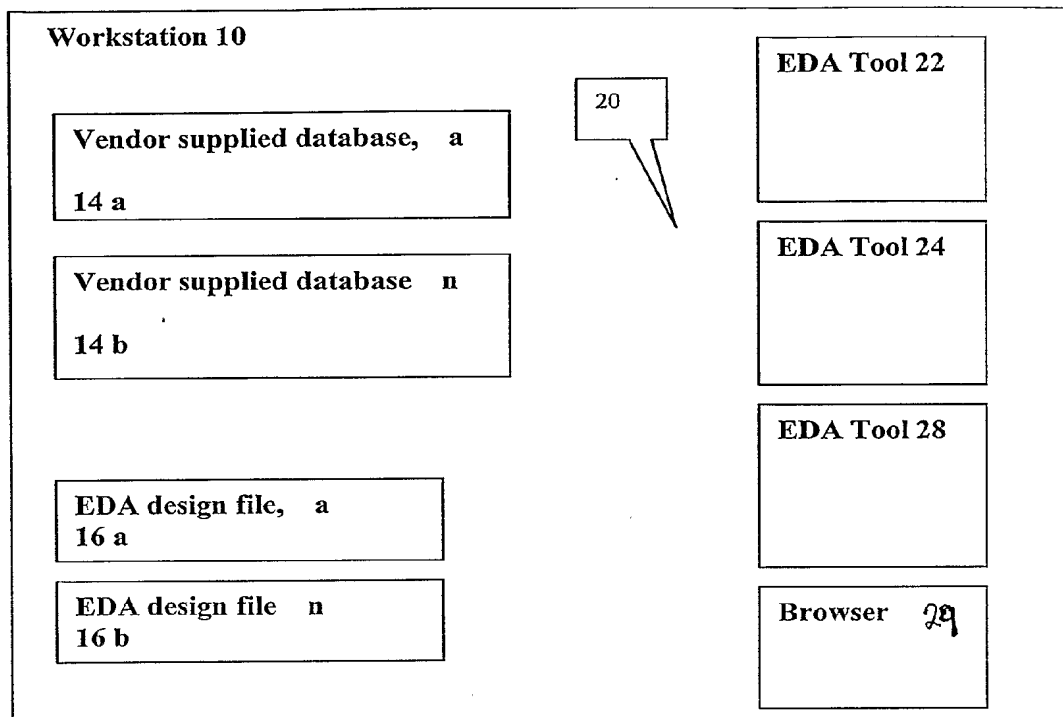 Workstation 10
Vendor supplied database, a
14 a
Vendor supplied database n
14 b
EDA design file, a
16 a
EDA design file n
16 b
20
EDA Tool 22
EDA Tool 24
EDA Tool 28
Browser 29